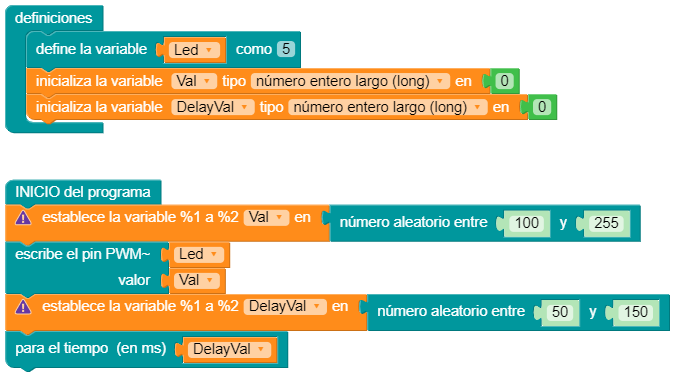 definiciones
define la variable Led como 5
inicializa la variable Val tipo número entero largo (long) en 0
inicializa la variable DelayVal tipo número entero largo (long) en 0
INICIO del programa
establece la variable %1 a %2 Val en número aleatorio entre 100 y 255
escribe el pin PWM~ Led
valor Val
establece la variable %1 a %2 DelayVal en número aleatorio entre 50 y 150
para el tiempo (en ms) DelayVal